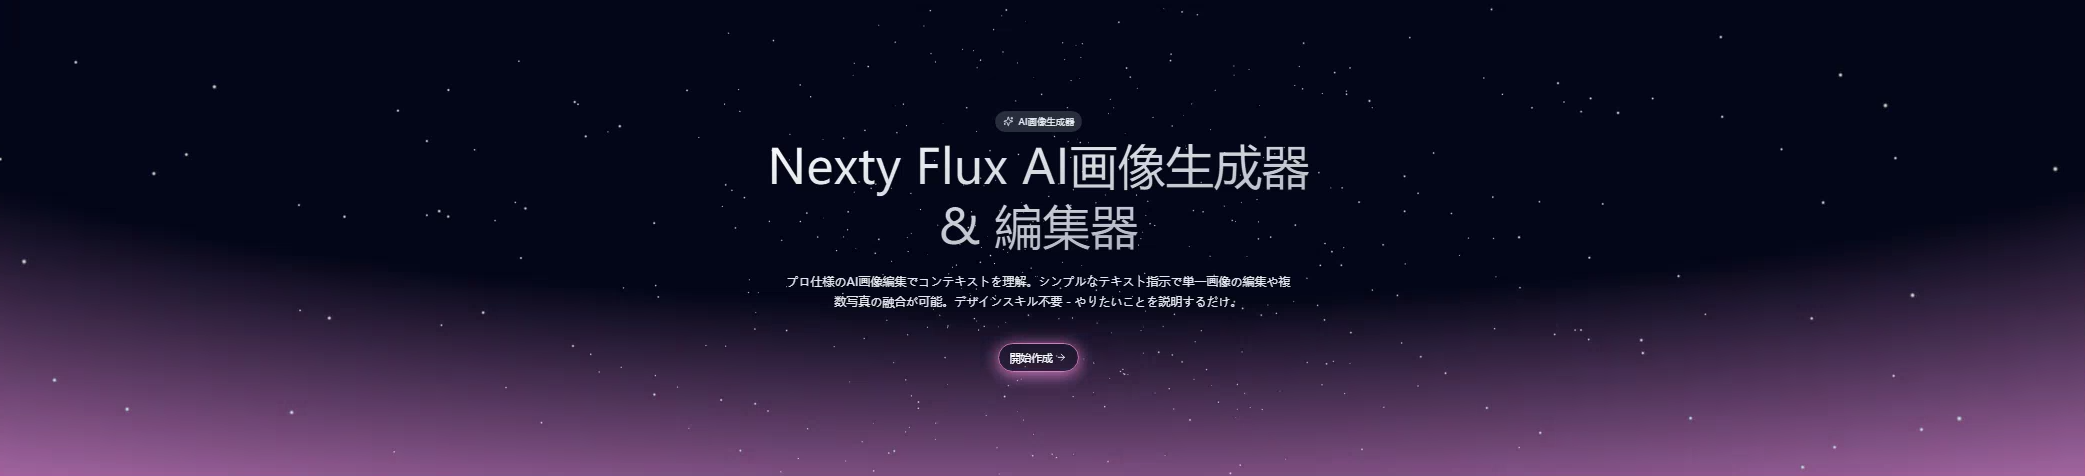 AI画像生成器
Nexty Flux AI画像生成器
& 編集器
プロ仕様のAI画像編集でコンテキストを理解。シンプルなテキスト指示で単一画像の編集や複
数写真の融合が可能。デザインスキル不要 - やりたいことを説明するだけ。
開始作成 →